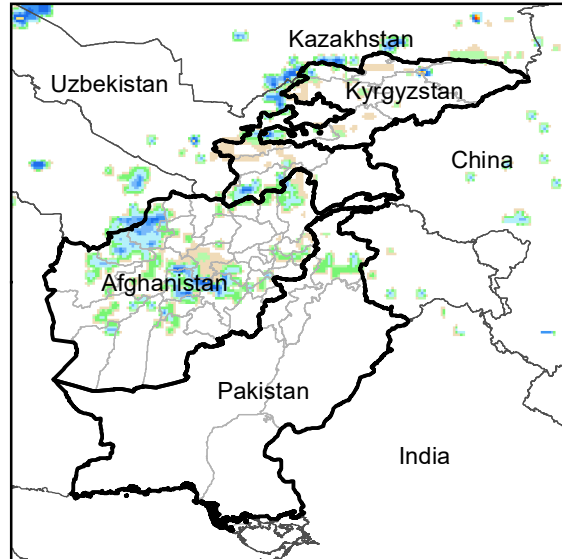 Kazakhstan
Uzbekistan
Kyrgyzstan
China
Afghanistan
Pakistan
India